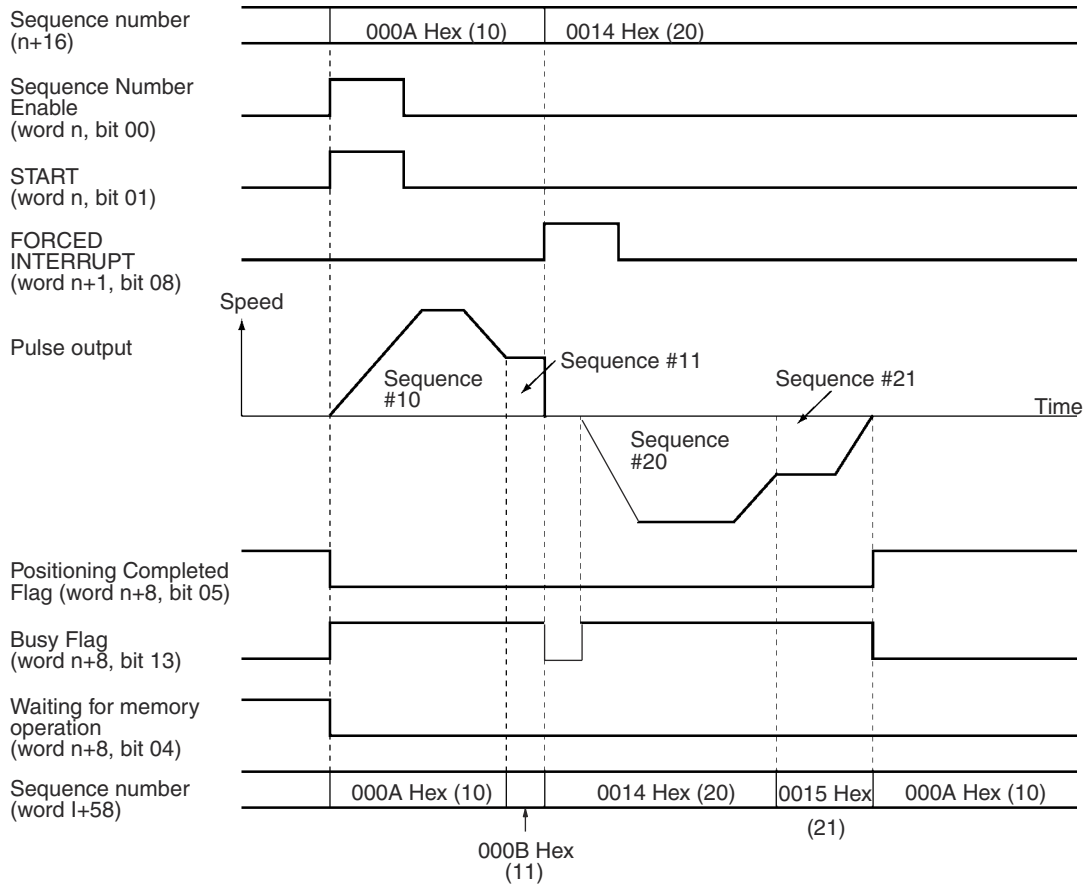 Sequence number
(n+16)
000A Hex (10)
0014 Hex (20)
Sequence Number
Enable
(word n, bit 00)
START
(word n, bit 01)
FORCED
INTERRUPT
(word n+1, bit 08)
Speed
Pulse output
Sequence
#10
Sequence #11
Sequence #21
Time
Sequence
#20
Positioning Completed
Flag (word n+8, bit 05)
Busy Flag
(word n+8, bit 13)
Waiting for memory
operation
(word n+8, bit 04)
Sequence number
(word I+58)
000A Hex (10)
0014 Hex (20)
0015 Hex
(21)
000A Hex (10)
000B Hex
(11)